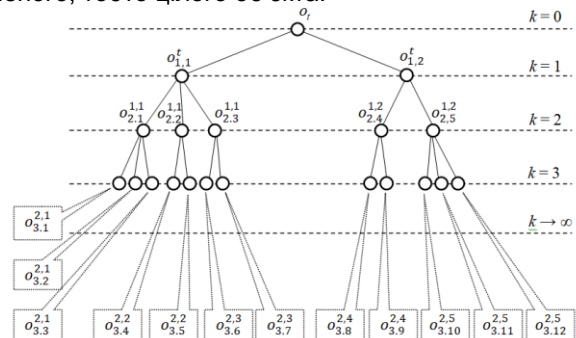 цілого
o_t
k = 0
o^t_{1,1}
o^t_{1,2}
k = 1
o^{1,1}_{2.1}
o^{1,1}_{2.2}
o^{1,1}_{2.3}
o^{1,2}_{2.4}
o^{1,2}_{2.5}
k = 2
k = 3
o^{2,1}_{3.1}
k → ∞
o^{2,1}_{3.2}
o^{2,1}_{3.3}
o^{2,2}_{3.4}
o^{2,2}_{3.5}
o^{2,3}_{3.6}
o^{2,3}_{3.7}
o^{2,4}_{3.8}
o^{2,4}_{3.9}
o^{2,5}_{3.10}
o^{2,5}_{3.11}
o^{2,5}_{3.12}